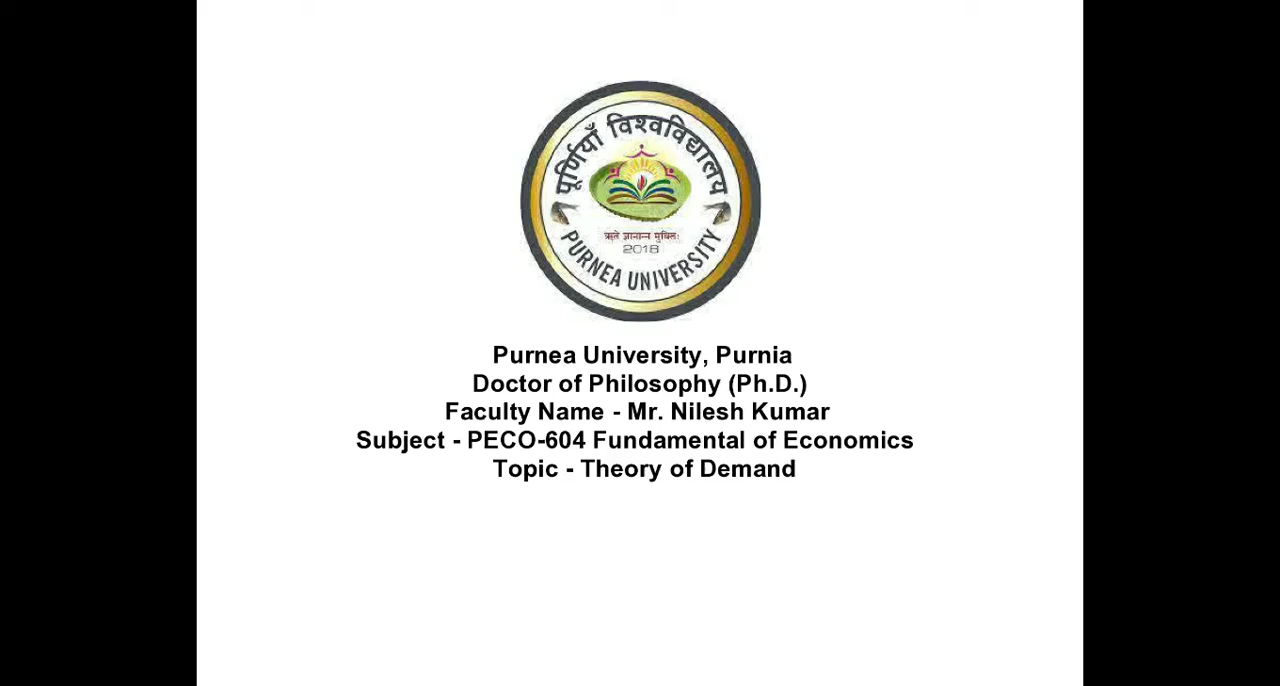 पूर्णियाँ विश्वविद्यालय
ऋते ज्ञानान्न मुक्तिः
2018
PURNEA UNIVERSITY
Purnea University, Purnia
Doctor of Philosophy (Ph.D.)
Faculty Name - Mr. Nilesh Kumar
Subject - PECO-604 Fundamental of Economics
Topic - Theory of Demand